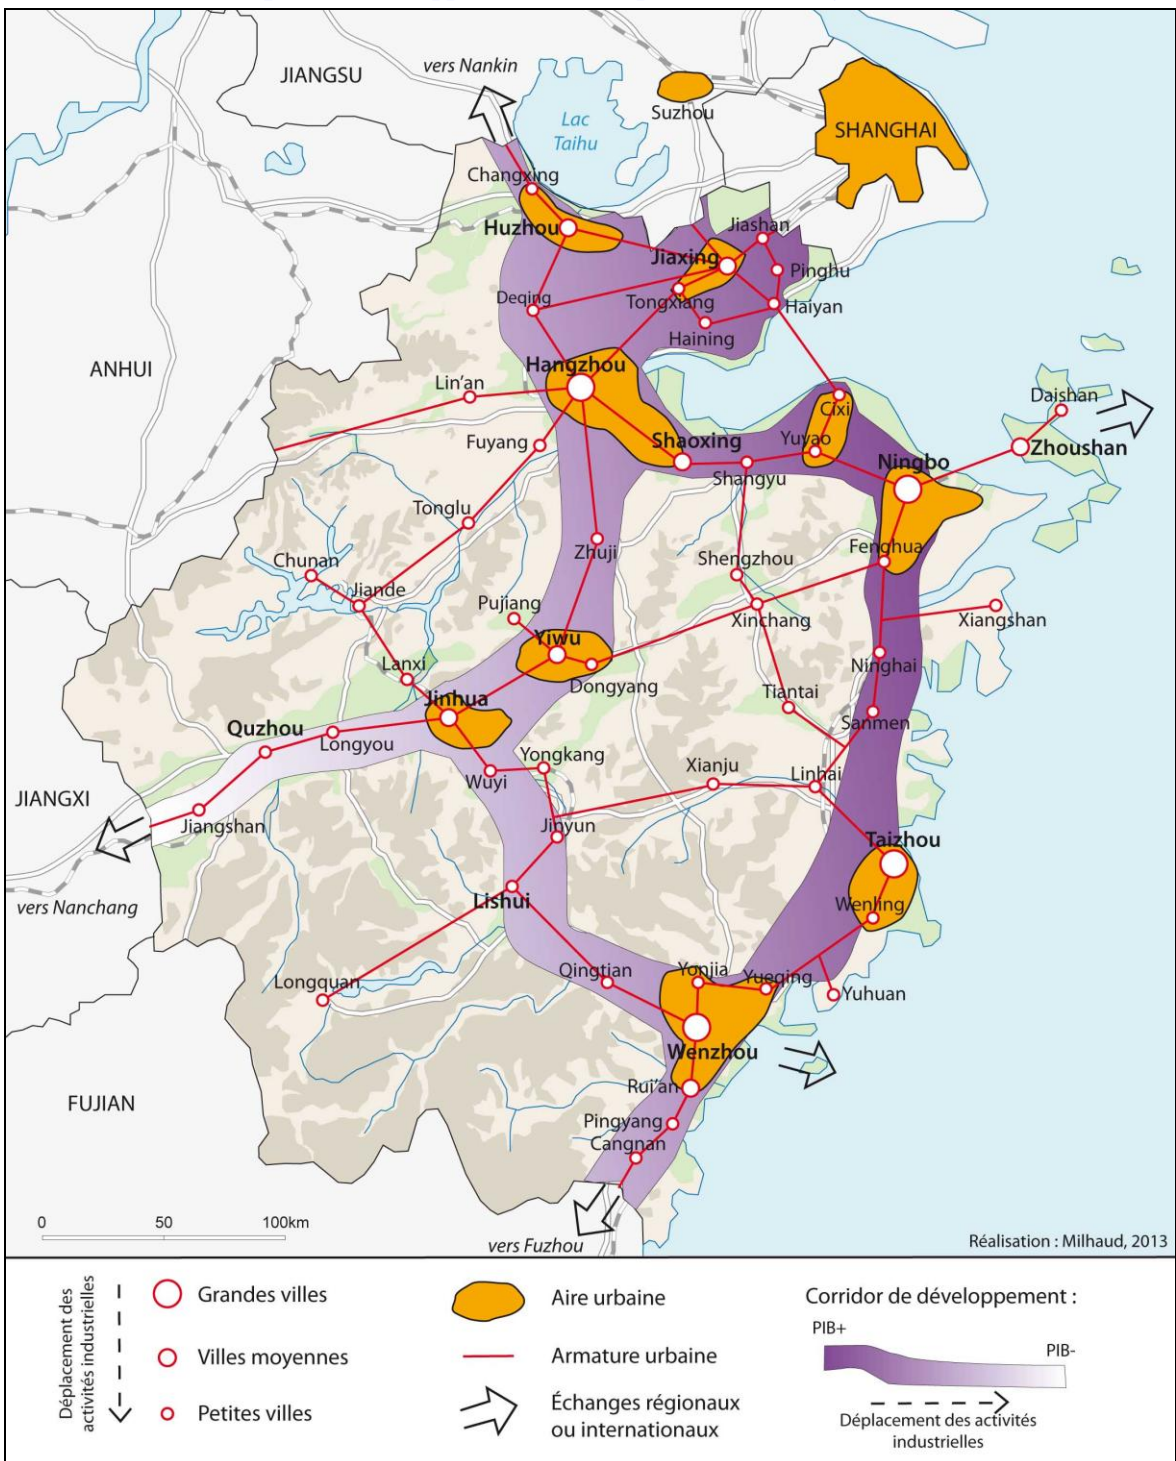 JIANGSU
vers Nankin
Lac
Taihu
Suzhou
SHANGHAI
Changxing
Huzhou
Jiashan
Jiaxing
Pinghu
Deqing
Tongxiang
Haiyan
Haining
ANHUI
Hangzhou
Lin'an
Cixi
Daishan
Fuyang
Shaoxing
Yuyao
Zhoushan
Ningbo
Shangyu
Tonglu
Zhuji
Fenghua
Chunan
Shengzhou
Jiande
Pujiang
Xinchang
Xiangshan
Yiwu
Lanxi
Dongyang
Ninghai
Jinhua
Tiantai
Sanmen
Quzhou
Longyou
Yongkang
Xianju
Linhai
Wuyi
JIANGXI
Jiangshan
Jinyun
Taizhou
vers Nanchang
Lishui
Wenling
Qingtian
Yonjia
Yueqing
Longquan
Yuhuan
Wenzhou
Rui'an
FUJIAN
Pingyang
Cangnan
0 50 100km
vers Fuzhou
Réalisation : Milhaud, 2013
Déplacement des
activités industrielles
Grandes villes
Villes moyennes
Petites villes
Aire urbaine
Armature urbaine
Échanges régionaux
ou internationaux
Corridor de développement :
PIB+
PIB-
Déplacement des activités
industrielles